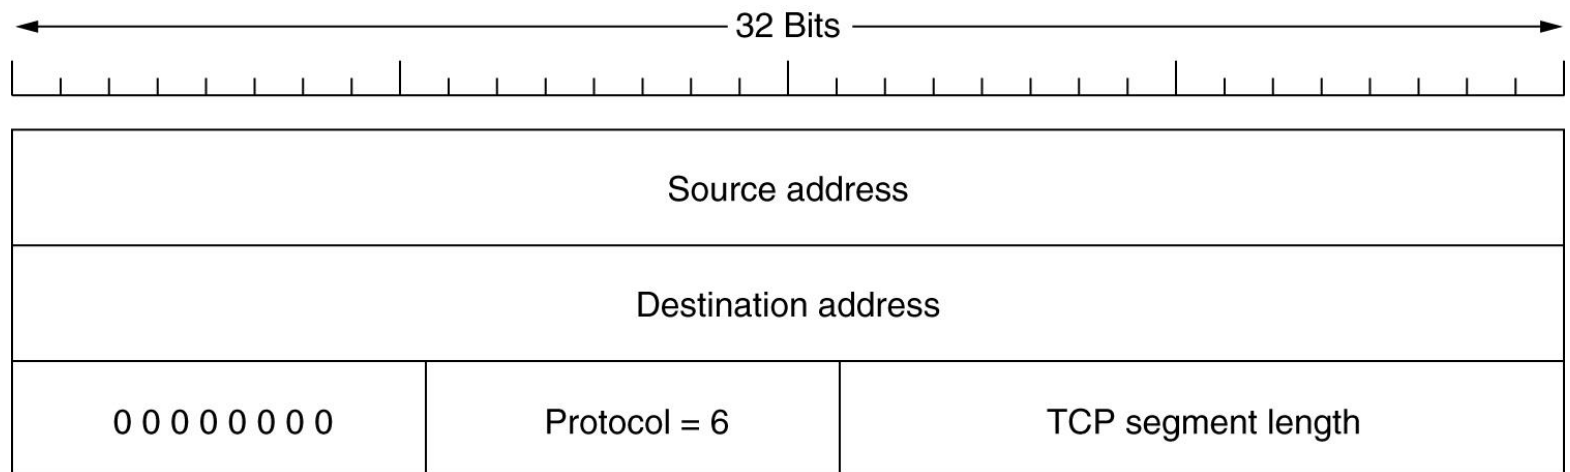 32 Bits
Source address
Destination address
0 0 0 0 0 0 0 0 Protocol = 6 TCP segment length